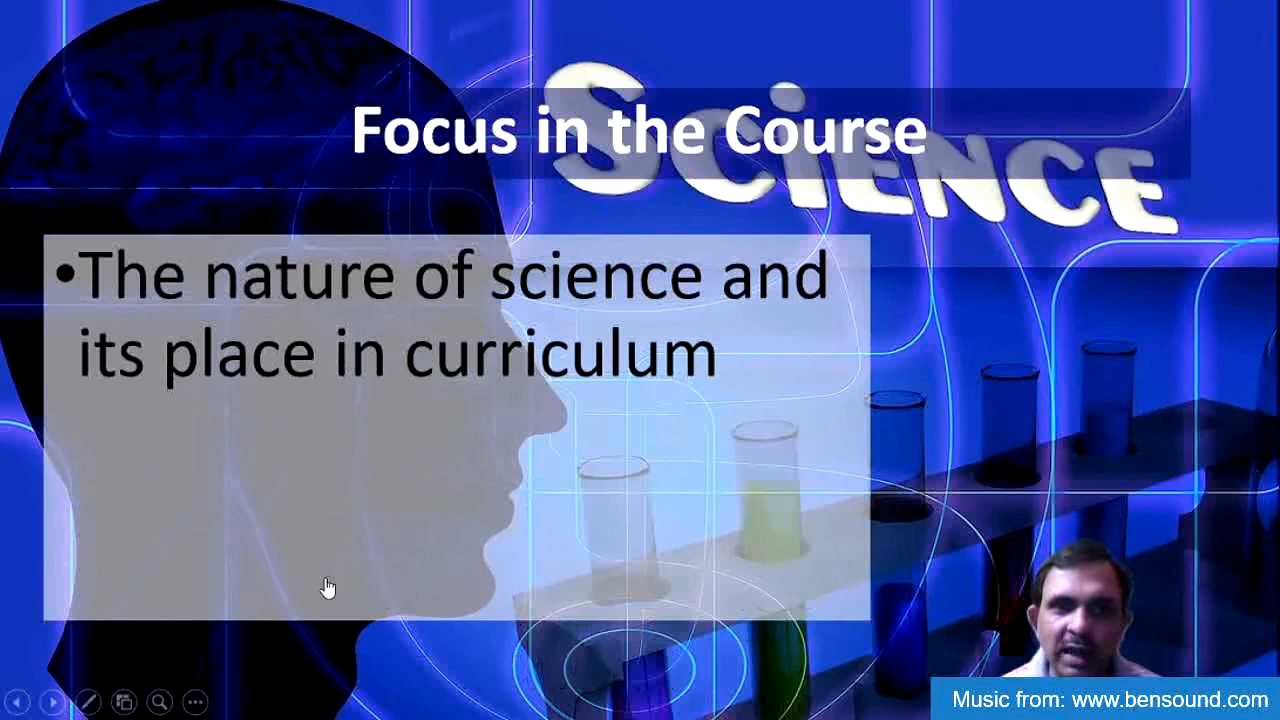 SCIENCE
Focus in the Course
•The nature of science and
its place in curriculum
Music from: www.bensound.com